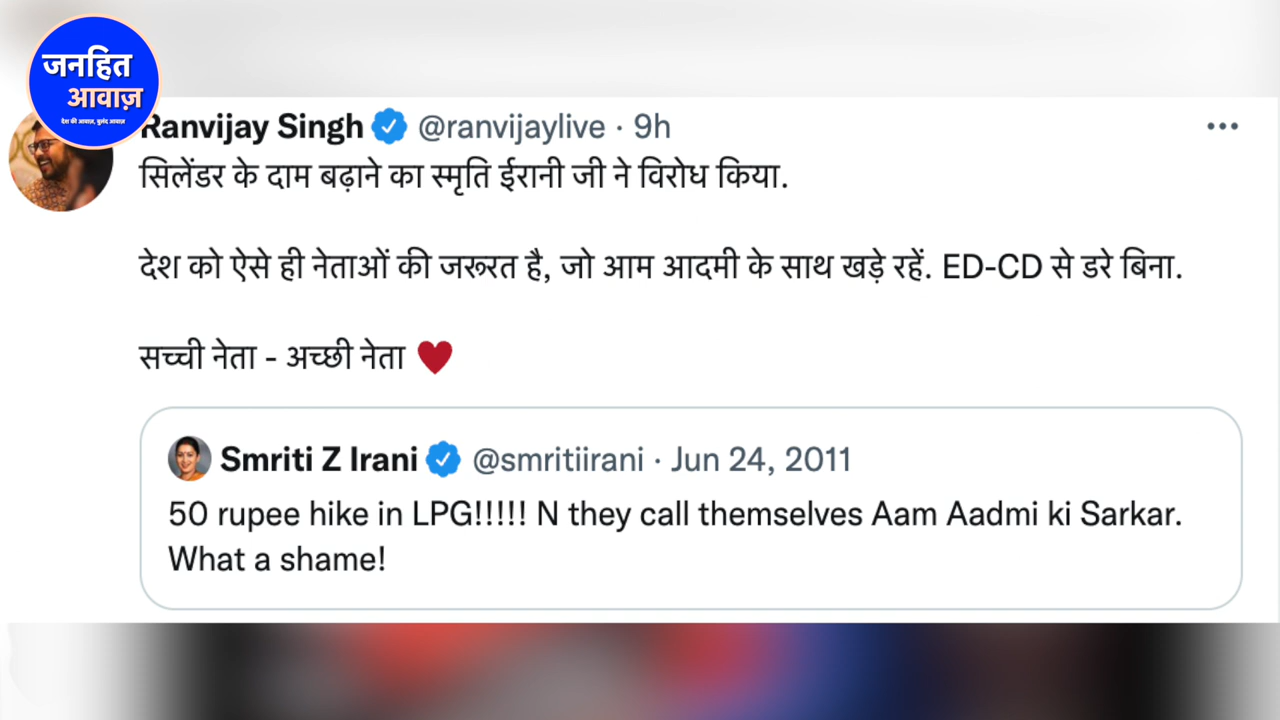 जनहित
आवाज़
देश की आवाज़, बुलंद आवाज़
Ranvijay Singh @ranvijaylive · 9h
सिलेंडर के दाम बढ़ाने का स्मृति ईरानी जी ने विरोध किया.
देश को ऐसे ही नेताओं की जरूरत है, जो आम आदमी के साथ खड़े रहें. ED-CD से डरे बिना.
सच्ची नेता - अच्छी नेता ❤️
Smriti Z Irani @smritiirani · Jun 24, 2011
50 rupee hike in LPG!!!!! N they call themselves Aam Aadmi ki Sarkar.
What a shame!